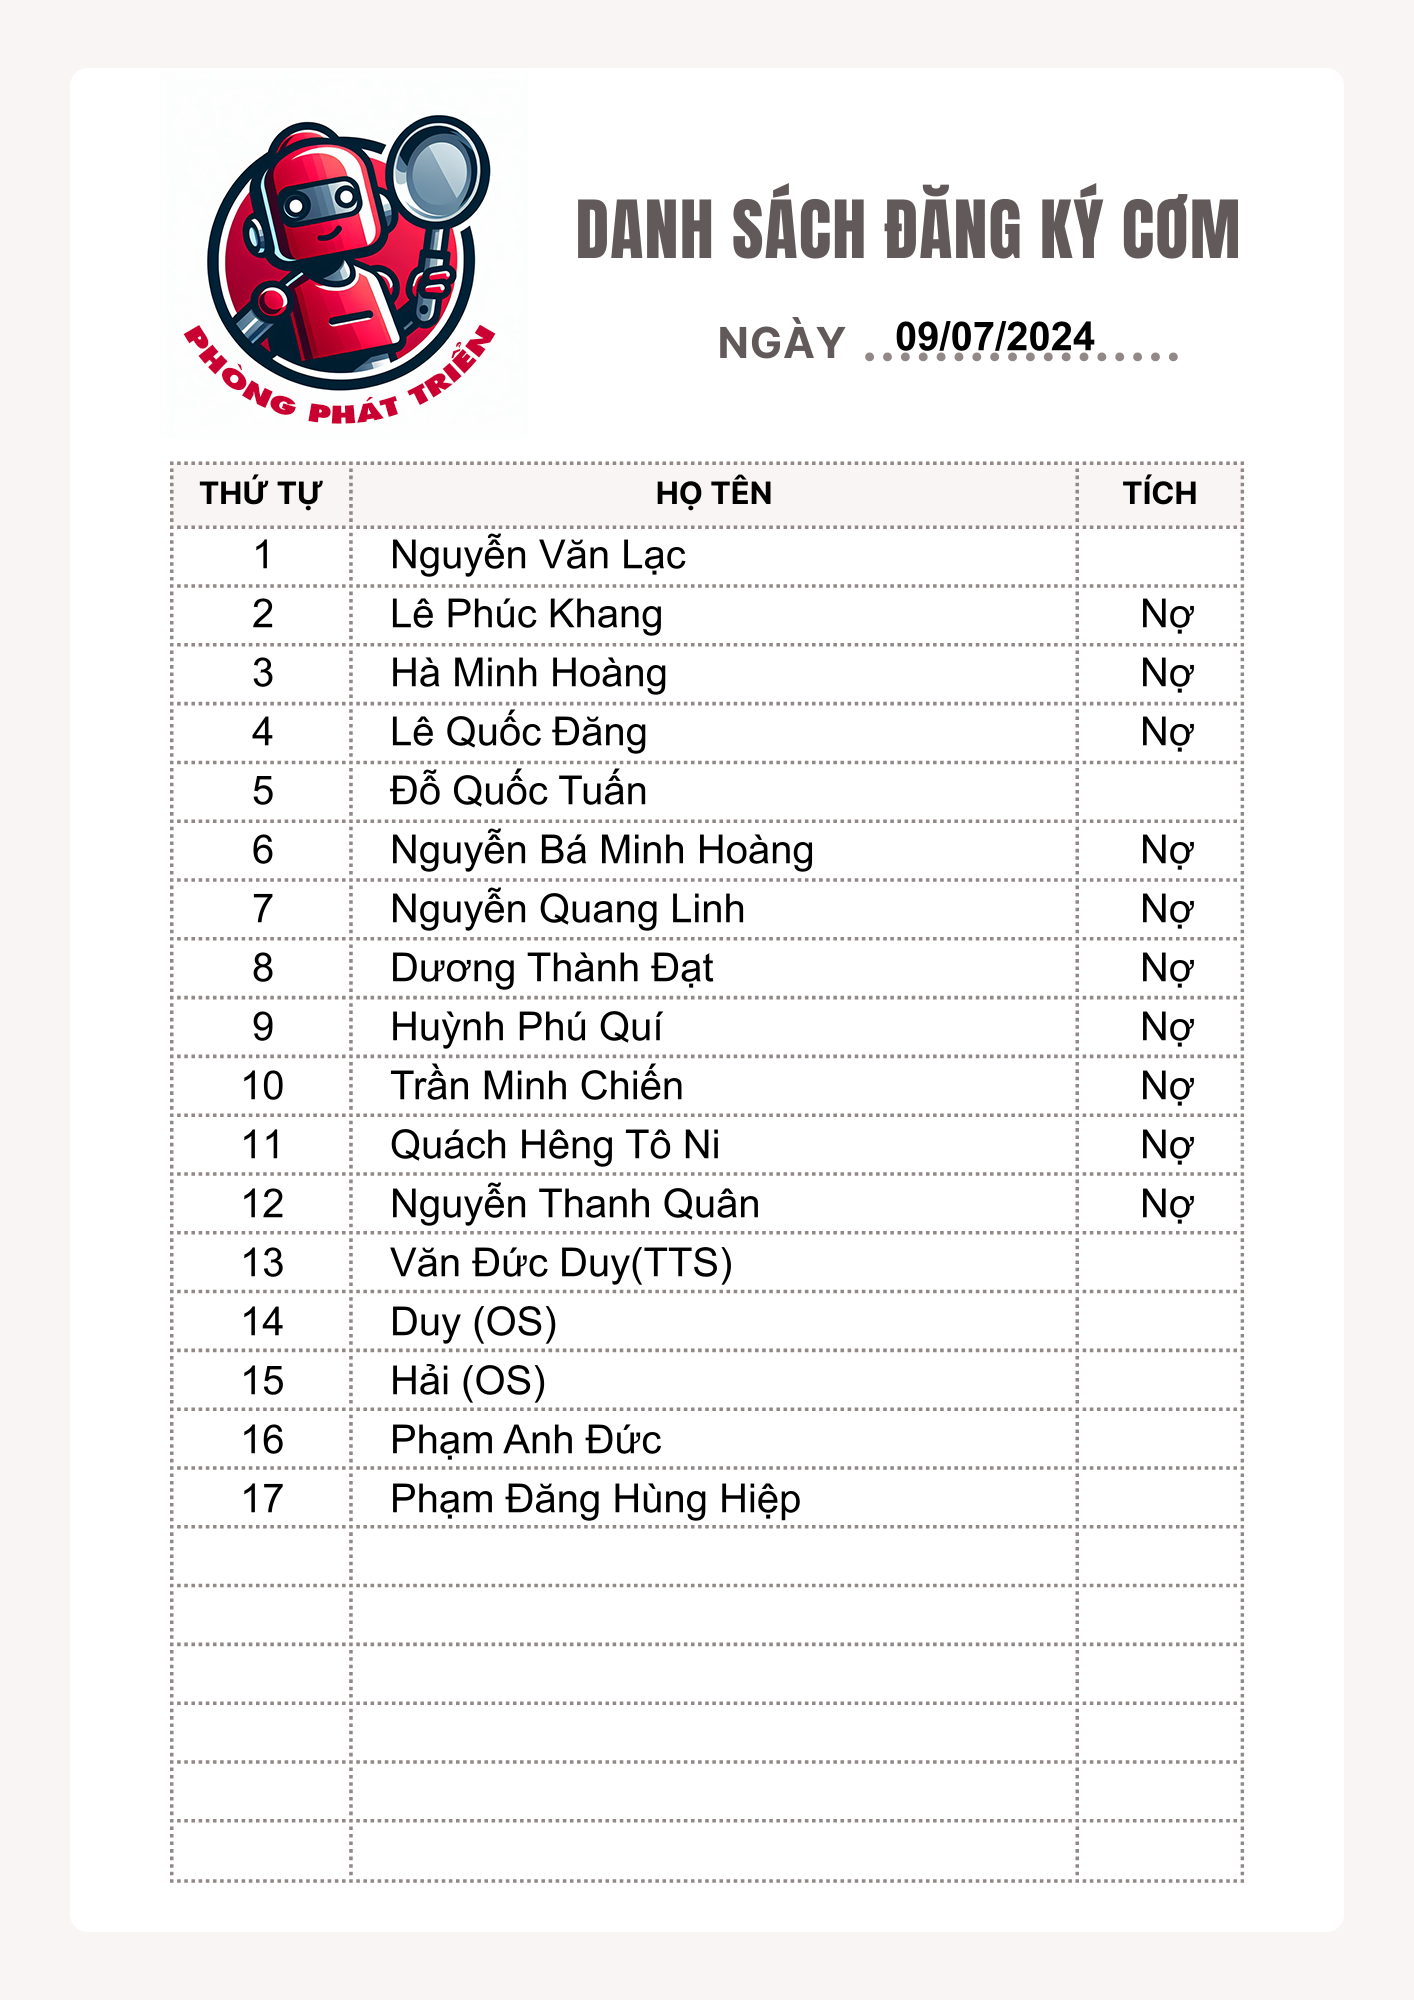 PHÒNG PHÁT TRIỂN
DANH SÁCH ĐĂNG KÝ CƠM
NGÀY 09/07/2024
THỨ TỰ HỌ TÊN TÍCH
1 Nguyễn Văn Lạc
2 Lê Phúc Khang Nợ
3 Hà Minh Hoàng Nợ
4 Lê Quốc Đăng Nợ
5 Đỗ Quốc Tuấn
6 Nguyễn Bá Minh Hoàng Nợ
7 Nguyễn Quang Linh Nợ
8 Dương Thành Đạt Nợ
9 Huỳnh Phú Quí Nợ
10 Trần Minh Chiến Nợ
11 Quách Hêng Tô Ni Nợ
12 Nguyễn Thanh Quân Nợ
13 Văn Đức Duy(TTS)
14 Duy (OS)
15 Hải (OS)
16 Phạm Anh Đức
17 Phạm Đăng Hùng Hiệp